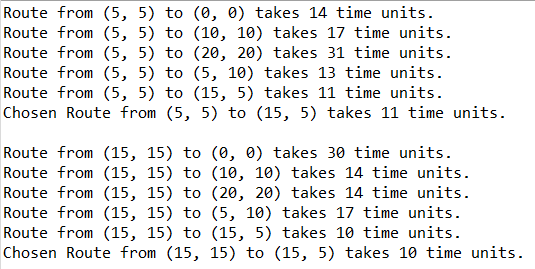 Route from (5, 5) to (0, 0) takes 14 time units.
Route from (5, 5) to (10, 10) takes 17 time units.
Route from (5, 5) to (20, 20) takes 31 time units.
Route from (5, 5) to (5, 10) takes 13 time units.
Route from (5, 5) to (15, 5) takes 11 time units.
Chosen Route from (5, 5) to (15, 5) takes 11 time units.

Route from (15, 15) to (0, 0) takes 30 time units.
Route from (15, 15) to (10, 10) takes 14 time units.
Route from (15, 15) to (20, 20) takes 14 time units.
Route from (15, 15) to (5, 10) takes 17 time units.
Route from (15, 15) to (15, 5) takes 10 time units.
Chosen Route from (15, 15) to (15, 5) takes 10 time units.